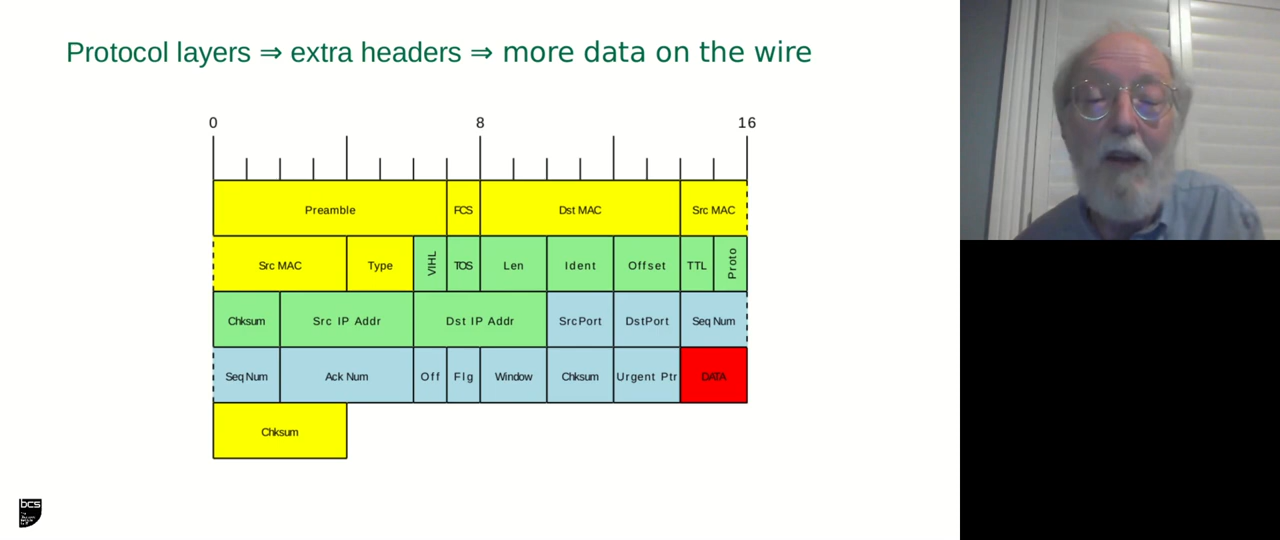 Protocol layers ⇒ extra headers ⇒ more data on the wire
0 8 16
Preamble FCS Dst MAC Src MAC
Src MAC Type VIHL TOS Len Ident Offset TTL Proto
Chksum Src IP Addr Dst IP Addr SrcPort DstPort Seq Num
Seq Num Ack Num Off Flg Window Chksum Urgent Ptr DATA
Chksum
bcs